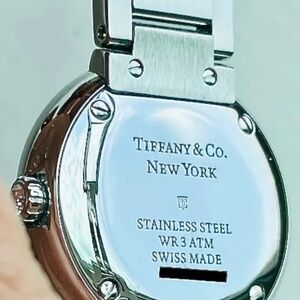 TIFFANY & CO.
NEW YORK
STAINLESS STEEL
WR 3 ATM
SWISS MADE